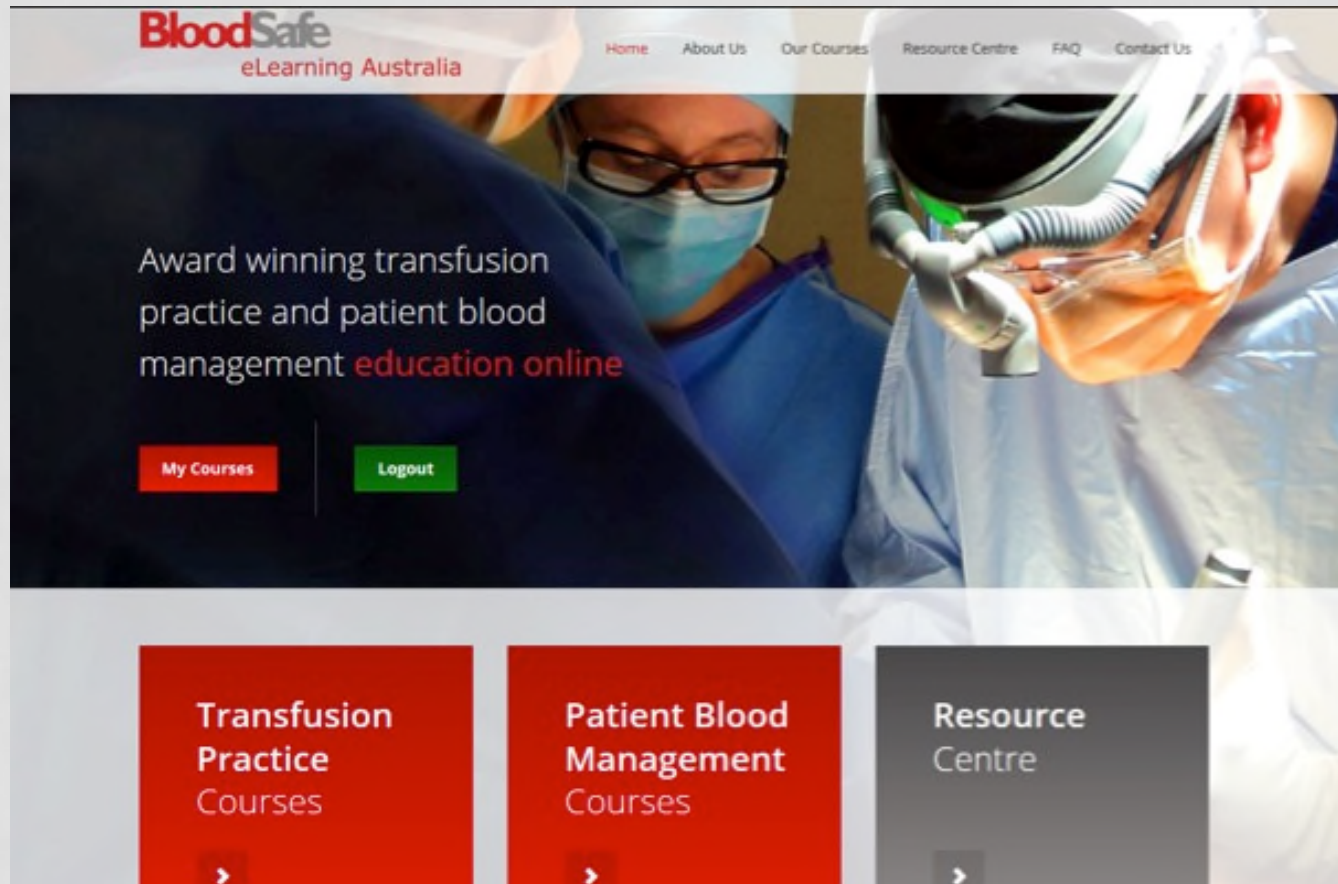 BloodSafe
eLearning Australia
Home About Us Our Courses Resource Centre FAQ Contact Us
Award winning transfusion
practice and patient blood
management education online
My Courses Logout
Transfusion
Practice
Courses
Patient Blood
Management
Courses
Resource
Centre